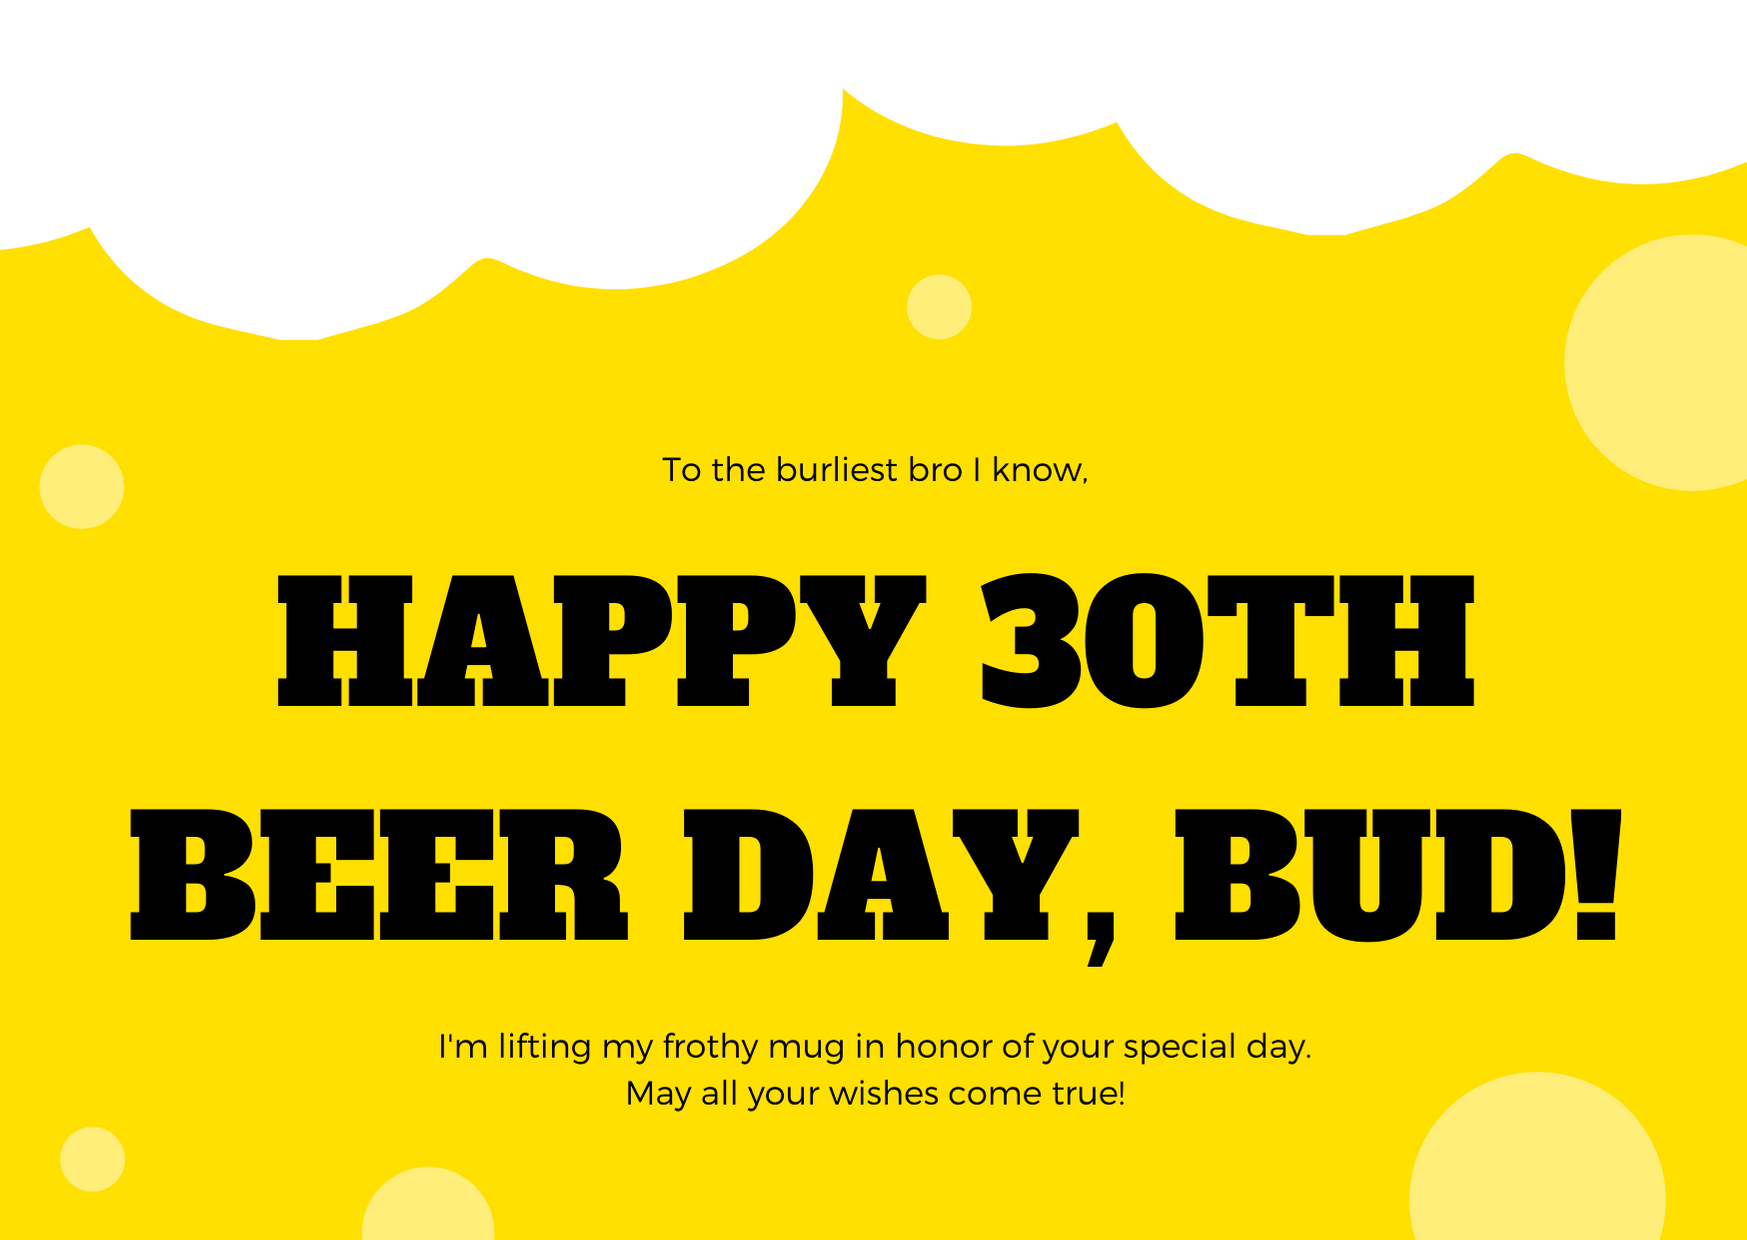 To the burliest bro I know,
HAPPY 30TH
BEER DAY, BUD!
I'm lifting my frothy mug in honor of your special day.
May all your wishes come true!